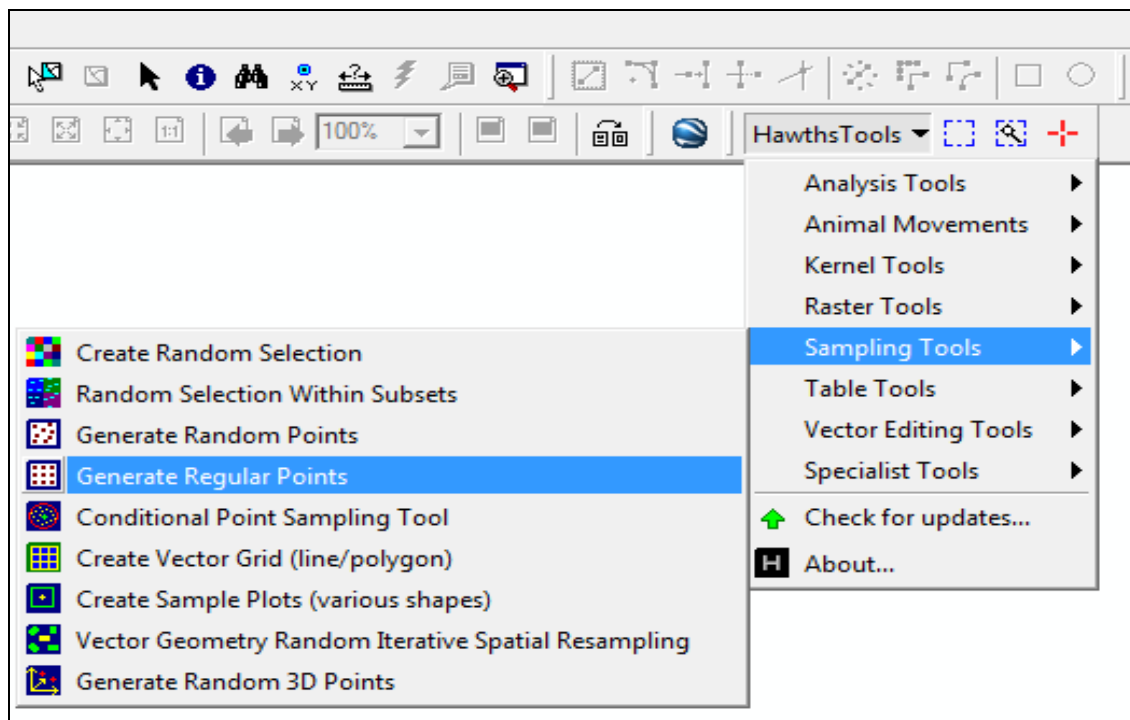 XY
?
1:1
100%
HawthsTools
Analysis Tools
Animal Movements
Kernel Tools
Raster Tools
Sampling Tools
Table Tools
Vector Editing Tools
Specialist Tools
Check for updates...
H About...
Create Random Selection
Random Selection Within Subsets
Generate Random Points
Generate Regular Points
Conditional Point Sampling Tool
Create Vector Grid (line/polygon)
Create Sample Plots (various shapes)
Vector Geometry Random Iterative Spatial Resampling
Generate Random 3D Points